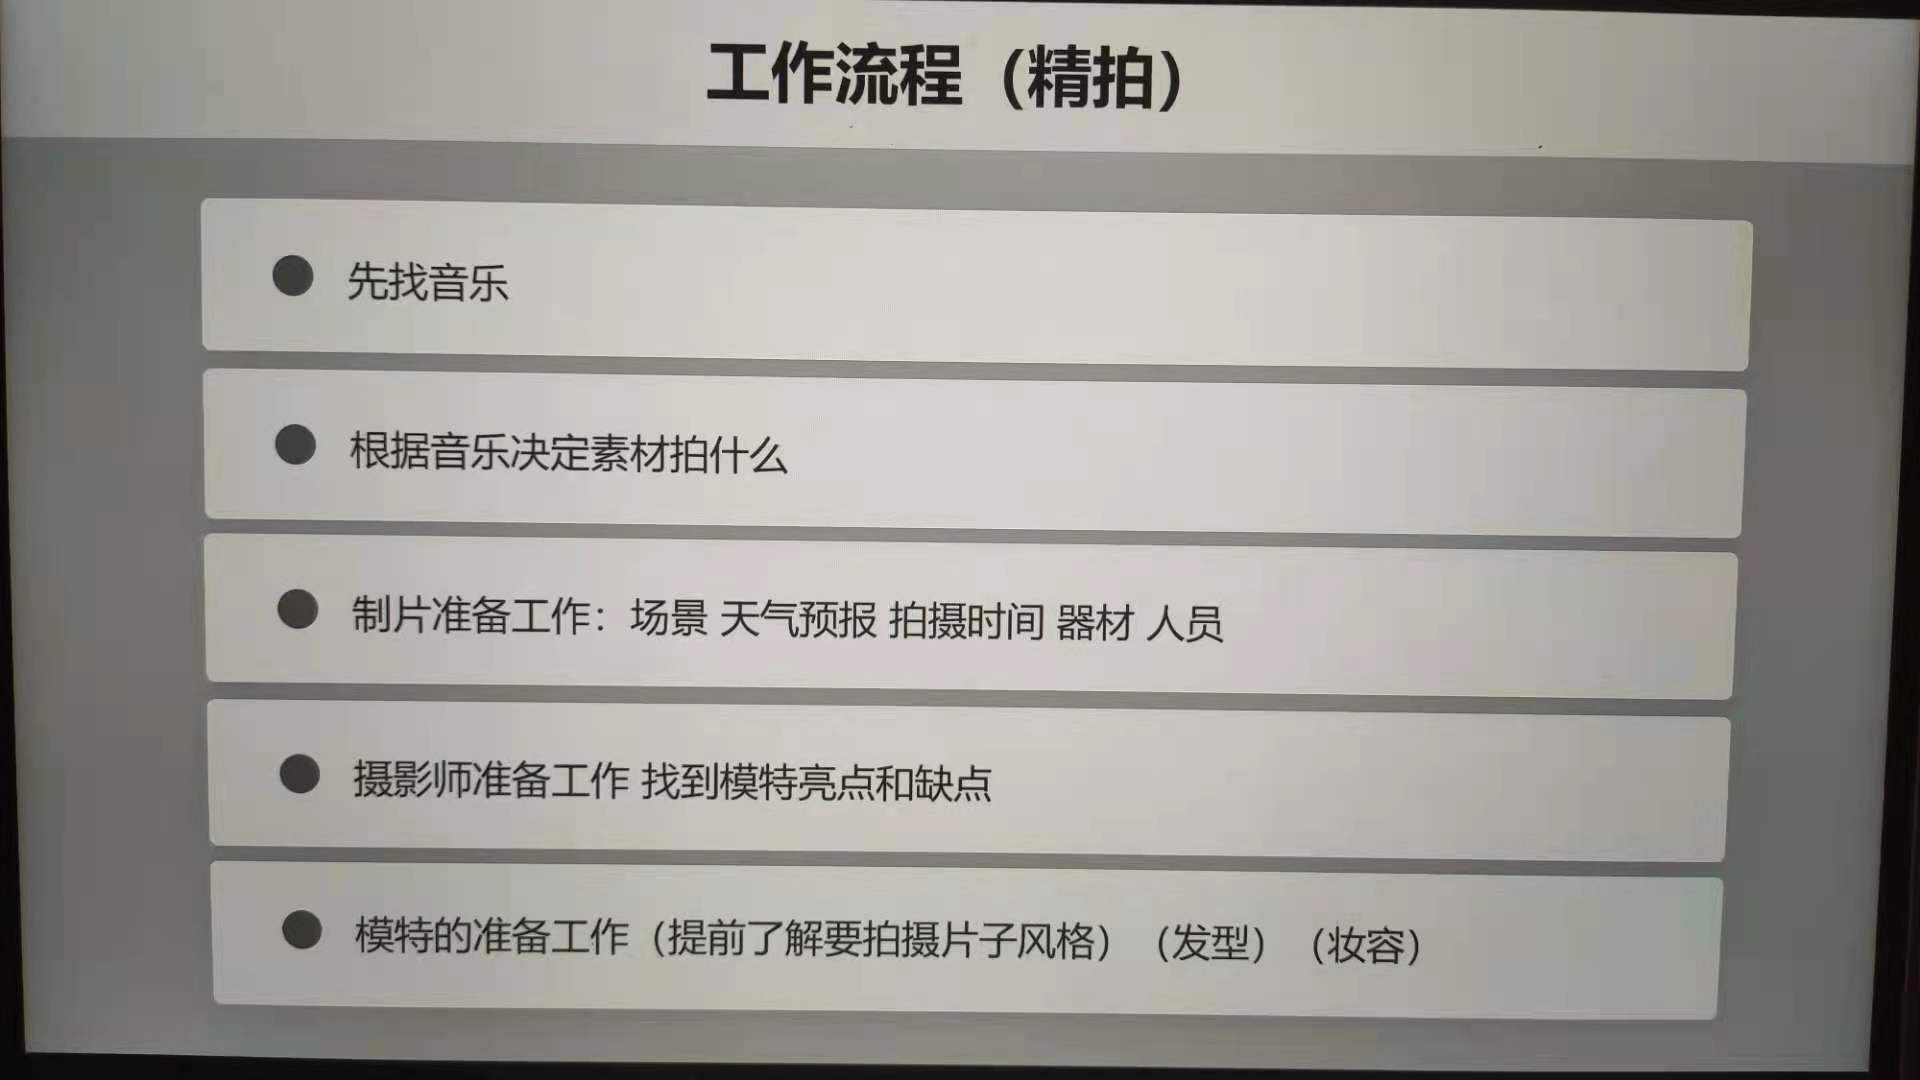 工作流程（精拍）
先找音乐
根据音乐决定素材拍什么
制片准备工作：场景 天气预报 拍摄时间 器材 人员
摄影师准备工作 找到模特亮点和缺点
模特的准备工作（提前了解要拍摄片子风格）（发型）（妆容）